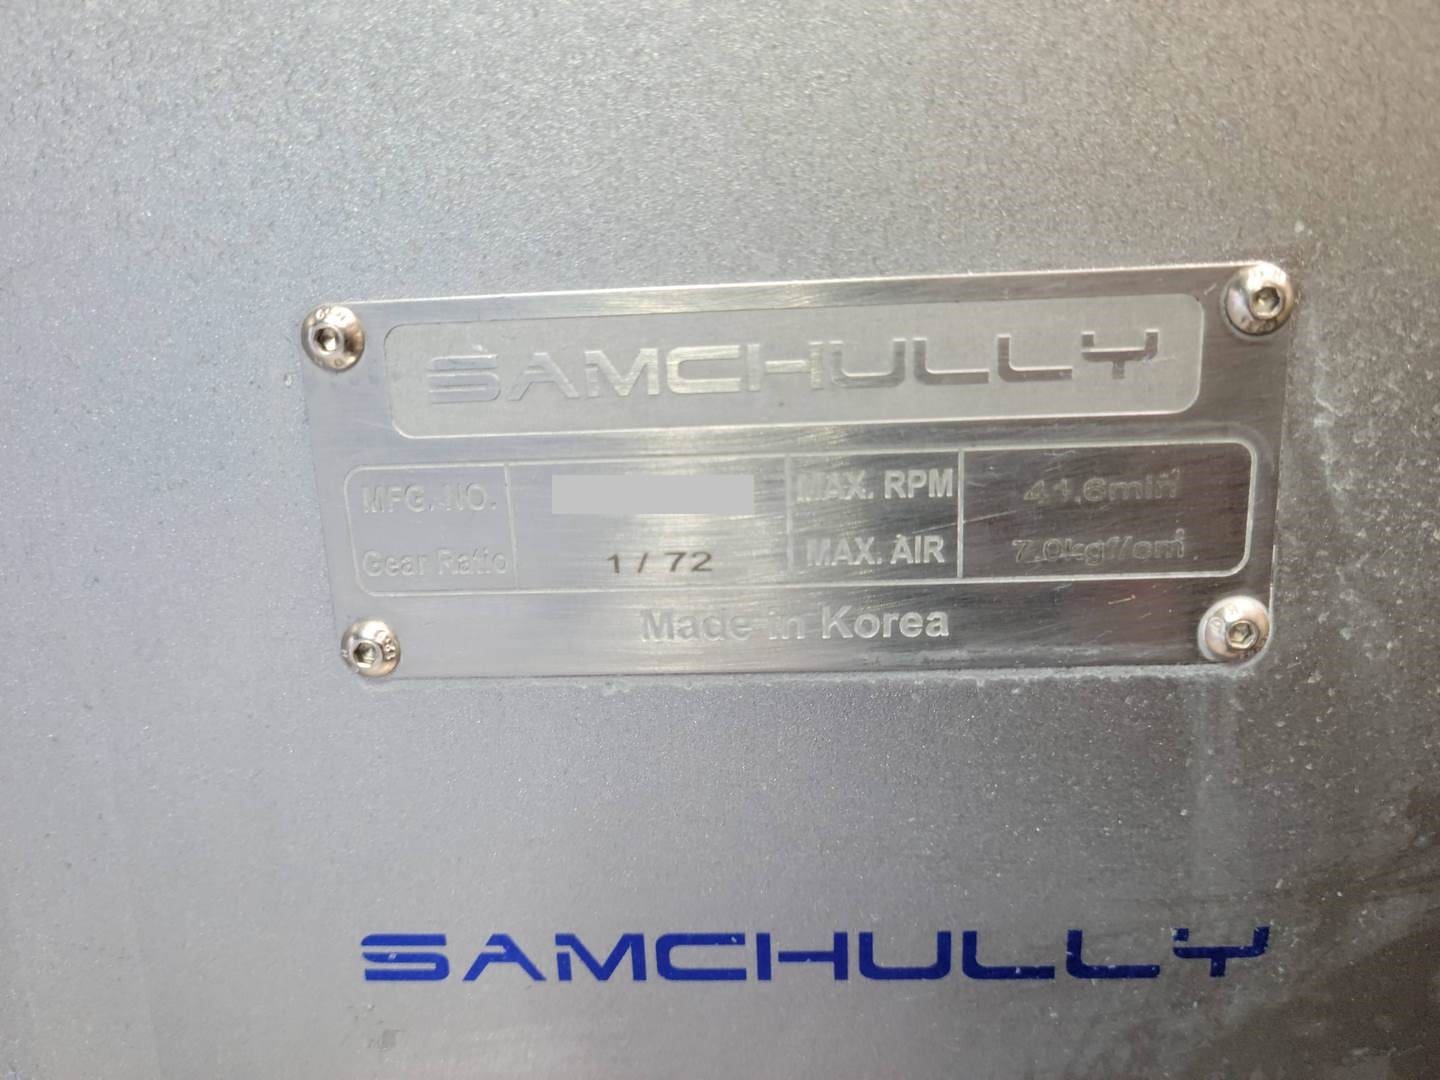 SAMCHULLY
MFG. NO. MAX. RPM 41.6min⁻¹
Gear Ratio 1 / 72 MAX. AIR 7.0kgf/cm²
Made in Korea
SAMCHULLY